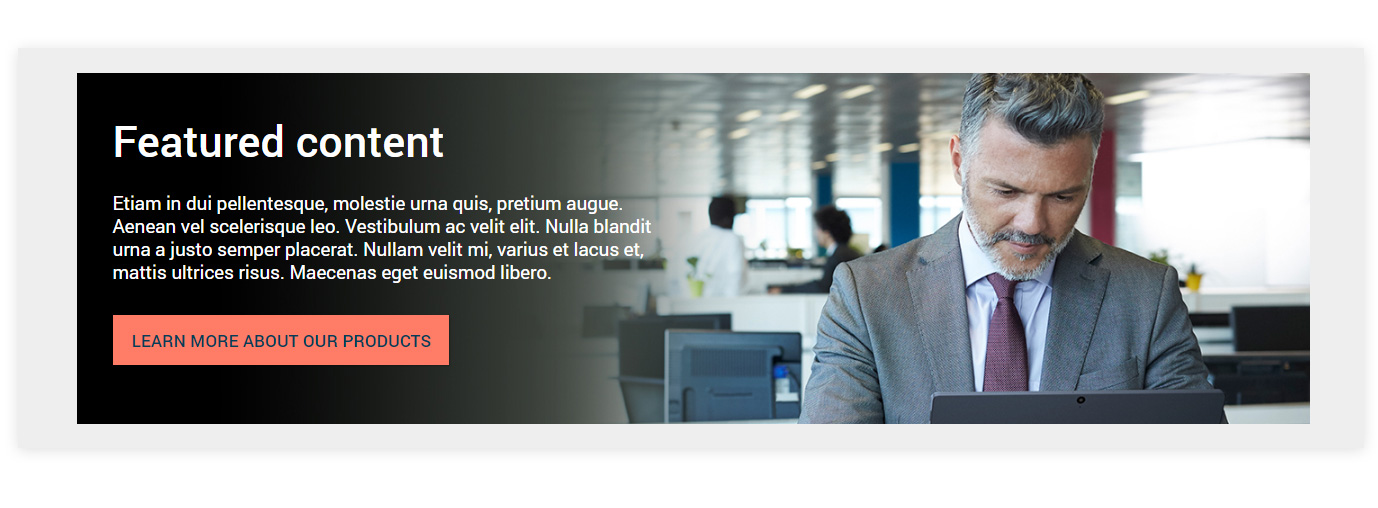 Featured content
Etiam in dui pellentesque, molestie urna quis, pretium augue.
Aenean vel scelerisque leo. Vestibulum ac velit elit. Nulla blandit
urna a justo semper placerat. Nullam velit mi, varius et lacus et,
mattis ultrices risus. Maecenas eget euismod libero.
LEARN MORE ABOUT OUR PRODUCTS